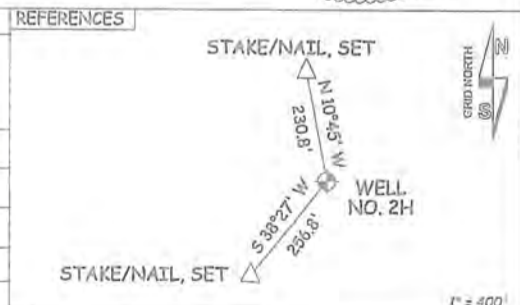 REFERENCES
STAKE/NAIL, SET
N
GRID NORTH
S
N 10°45' W
230.8'
WELL
NO. 2H
S 38°27' W
256.8'
STAKE/NAIL, SET
1" = 400'